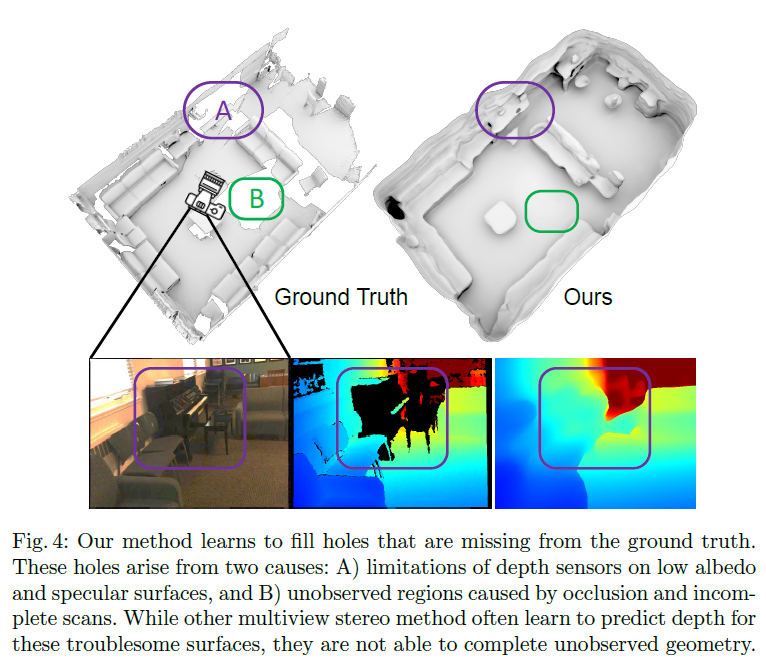 A
B
Ground Truth
Ours
Fig. 4: Our method learns to fill holes that are missing from the ground truth.
These holes arise from two causes: A) limitations of depth sensors on low albedo
and specular surfaces, and B) unobserved regions caused by occlusion and incom-
plete scans. While other multiview stereo method often learn to predict depth for
these troublesome surfaces, they are not able to complete unobserved geometry.